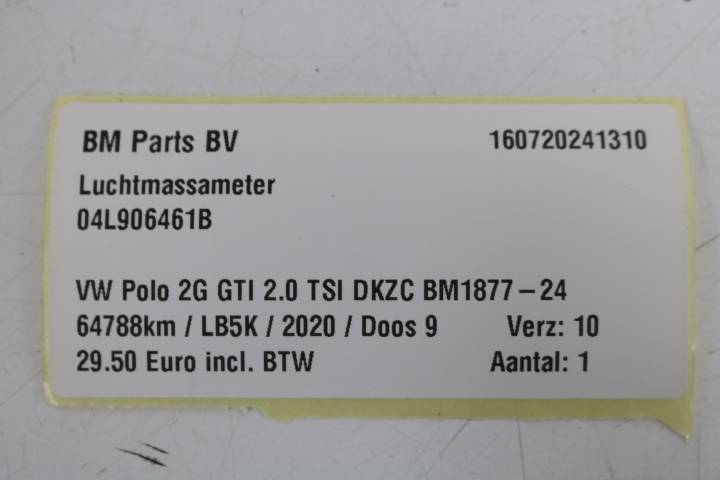 BM Parts BV 160720241310
Luchtmassameter
04L906461B
VW Polo 2G GTI 2.0 TSI DKZC BM1877-24
64788km / LB5K / 2020 / Doos 9 Verz: 10
29.50 Euro incl. BTW Aantal: 1